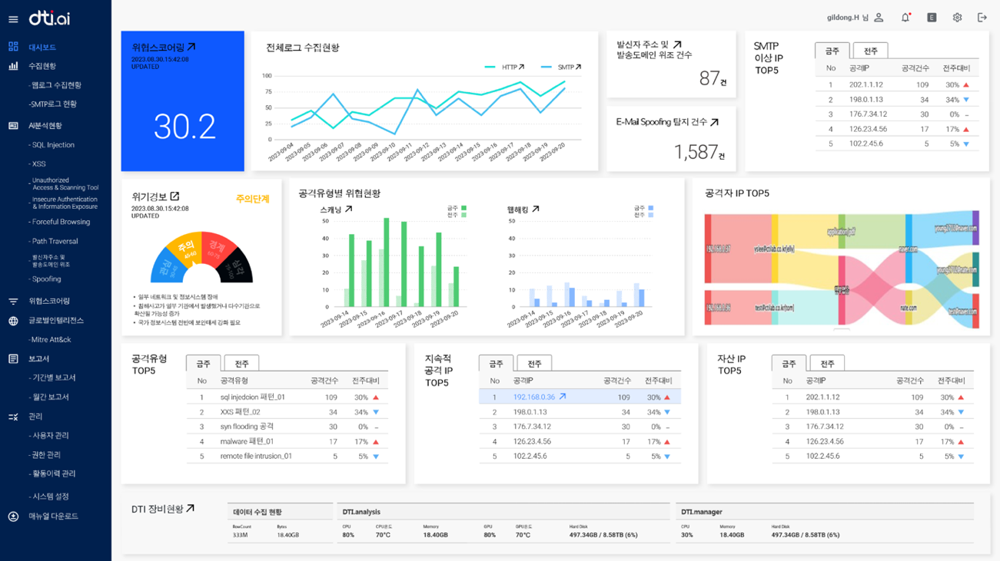 dti.ai
gildong.H 님
E
대시보드
수집현황
- 웹로그 수집현황
-SMTP로그 현황
AI분석현황
- SQL Injection
- XSS
- Unauthorized
Access & Scanning Tool
- Insecure Authentication
& Information Exposure
- Forceful Browsing
- Path Traversal
- 발신자주소 및
발송도메인 위조
- Spoofing
위협스코어링
글로벌인텔리전스
-Mitre Att&ck
보고서
- 기간별 보고서
- 월간 보고서
관리
- 사용자 관리
- 권한 관리
- 활동이력 관리
- 시스템 설정
매뉴얼 다운로드
위협스코어링
2023.08.30.15:42:08
UPDATED
30.2
전체로그 수집현황
HTTP SMTP
100
75
50
25
0
2023-09-04 2023-09-05 2023-09-06 2023-09-07 2023-09-08 2023-09-09 2023-09-10 2023-09-11 2023-09-12 2023-09-13 2023-09-14 2023-09-15 2023-09-16 2023-09-17 2023-09-18 2023-09-19 2023-09-20
발신자 주소 및
발송도메인 위조 건수
87건
E-Mail Spoofing 탐지 건수
1,587건
SMTP
이상 IP
TOP5
금주 전주
No 공격IP 공격건수 전주대비
1 202.1.1.12 109 30% ▲
2 198.0.1.13 34 34% ▼
3 176.7.34.12 30 0% –
4 126.23.4.56 17 17% ▲
5 102.2.45.6 5 5% ▼
위기경보
주의단계
2023.08.30.15:42:08
UPDATED
관심 주의 45-60 경계 심각
• 일부 네트워크 및 정보시스템 장애
• 침해사고가 일부 기관에서 발생했거나 다수기관으로
확산될 가능성 증가
• 국가 정보시스템 전반에 보안태세 강화 필요
공격유형별 위협현황
스캐닝
금주
전주
50
40
30
20
10
0
2023-09-14 2023-09-15 2023-09-16 2023-09-17 2023-09-18 2023-09-19 2023-09-20
웹해킹
금주
전주
50
40
30
20
10
0
2023-09-14 2023-09-15 2023-09-16 2023-09-17 2023-09-18 2023-09-19 2023-09-20
공격자 IP TOP5
application/pdf
naver.com
nate.com
공격유형
TOP5
금주 전주
No 공격유형 공격건수 전주대비
1 sql injedcion 패턴_01 109 30% ▲
2 XXS 패턴_02 34 34% ▼
3 syn flooding 공격 30 0% –
4 malware 패턴_01 17 17% ▲
5 remote file intrusion_01 5 5% ▼
지속적
공격 IP
TOP5
금주 전주
No 공격IP 공격건수 전주대비
1 192.168.0.36 109 30% ▲
2 198.0.1.13 34 34% ▼
3 176.7.34.12 30 0% –
4 126.23.4.56 17 17% ▲
5 102.2.45.6 5 5% ▼
자산 IP
TOP5
금주 전주
No 공격IP 공격건수 전주대비
1 202.1.1.12 109 30% ▲
2 198.0.1.13 34 34% ▼
3 176.7.34.12 30 0% –
4 126.23.4.56 17 17% ▲
5 102.2.45.6 5 5% ▼
DTI 장비현황
데이터 수집 현황
RowCount Bytes
333M 18.40GB
DTI.analysis
CPU CPU온도 Memory GPU GPU온도 Hard Disk
80% 70°C 18.40GB 80% 70°C 497.34GB / 8.58TB (6%)
DTI.manager
CPU Memory Hard Disk
30% 18.40GB 497.34GB / 8.58TB (6%)